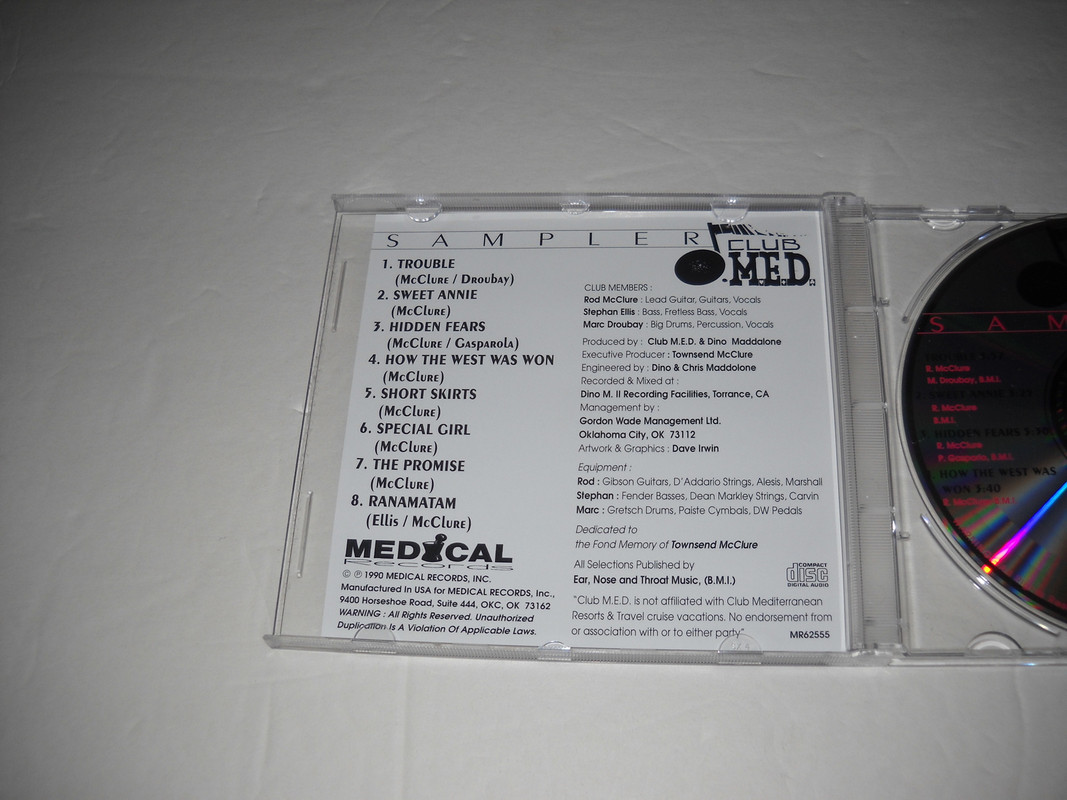 SAMPLER
CLUB
M.E.D.
1. TROUBLE
(McClure / Droubay)
2. SWEET ANNIE
(McClure)
3. HIDDEN FEARS
(McClure / Gasparola)
4. HOW THE WEST WAS WON
(McClure)
5. SHORT SKIRTS
(McClure)
6. SPECIAL GIRL
(McClure)
7. THE PROMISE
(McClure)
8. RANAMATAM
(Ellis / McClure)
MEDICAL
Records
© ℗ 1990 MEDICAL RECORDS, INC.
Manufactured In USA for MEDICAL RECORDS, Inc.,
9400 Horseshoe Road, Suite 444, OKC, OK 73162
WARNING : All Rights Reserved. Unauthorized
Duplication Is A Violation Of Applicable Laws.
CLUB MEMBERS :
Rod McClure : Lead Guitar, Guitars, Vocals
Stephan Ellis : Bass, Fretless Bass, Vocals
Marc Droubay : Big Drums, Percussion, Vocals
Produced by : Club M.E.D. & Dino Maddalone
Executive Producer : Townsend McClure
Engineered by : Dino & Chris Maddolone
Recorded & Mixed at :
Dino M. II Recording Facilities, Torrance, CA
Management by :
Gordon Wade Management Ltd.
Oklahoma City, OK 73112
Artwork & Graphics : Dave Irwin
Equipment :
Rod : Gibson Guitars, D'Addario Strings, Alesis, Marshall
Stephan : Fender Basses, Dean Markley Strings, Carvin
Marc : Gretsch Drums, Paiste Cymbals, DW Pedals
Dedicated to
the Fond Memory of Townsend McClure
All Selections Published by
Ear, Nose and Throat Music, (B.M.I.)
COMPACT
disc
DIGITAL AUDIO
"Club M.E.D. is not affiliated with Club Mediterranean
Resorts & Travel cruise vacations. No endorsement from
or association with or to either party"
MR62555
S A M
TROUBLE
R. McClure
M. Droubay, B.M.I.
SWEET ANNIE
R. McClure
B.M.I.
HIDDEN FEARS
R. McClure
P. Gasparlo, B.M.I.
HOW THE WEST WAS
WON 5:40
R. McClure B.M.I.